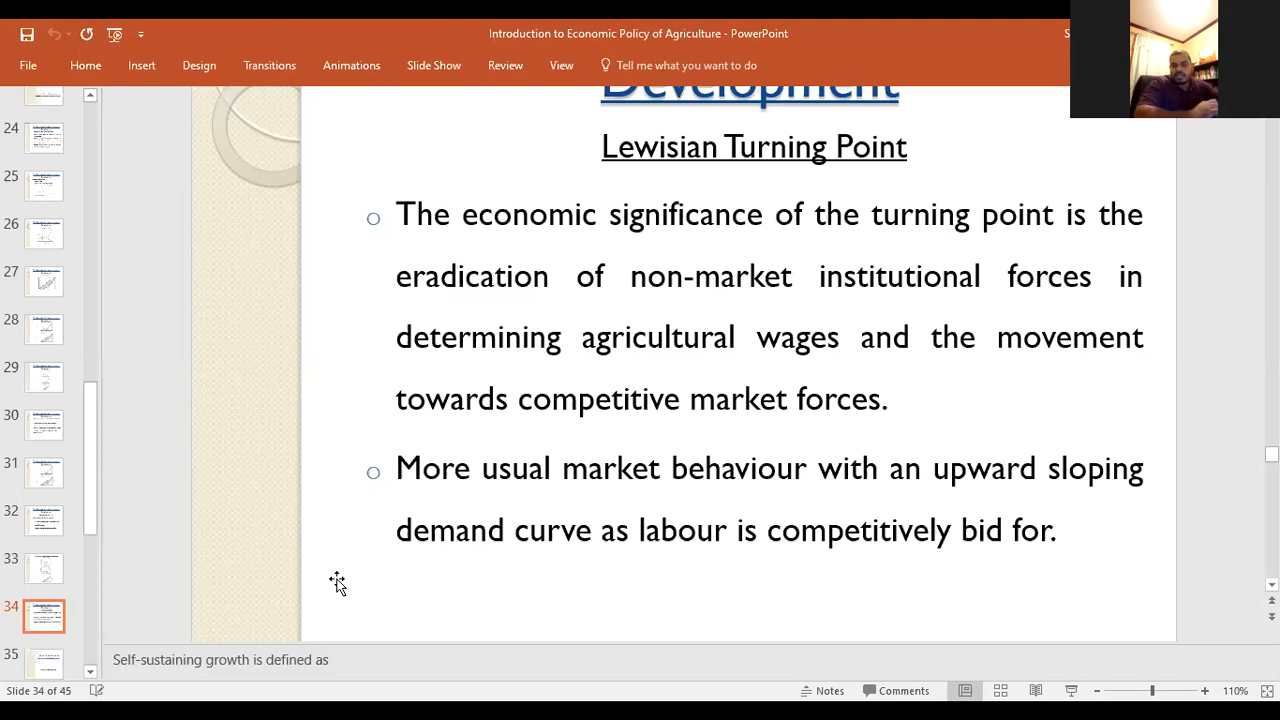 Introduction to Economic Policy of Agriculture - PowerPoint
S
File Home Insert Design Transitions Animations Slide Show Review View Tell me what you want to do
Development
Lewisian Turning Point
The economic significance of the turning point is the
eradication of non-market institutional forces in
determining agricultural wages and the movement
towards competitive market forces.
More usual market behaviour with an upward sloping
demand curve as labour is competitively bid for.
24
25
26
27
28
29
30
31
32
33
34
35
Self-sustaining growth is defined as
Slide 34 of 45 Notes Comments 110%